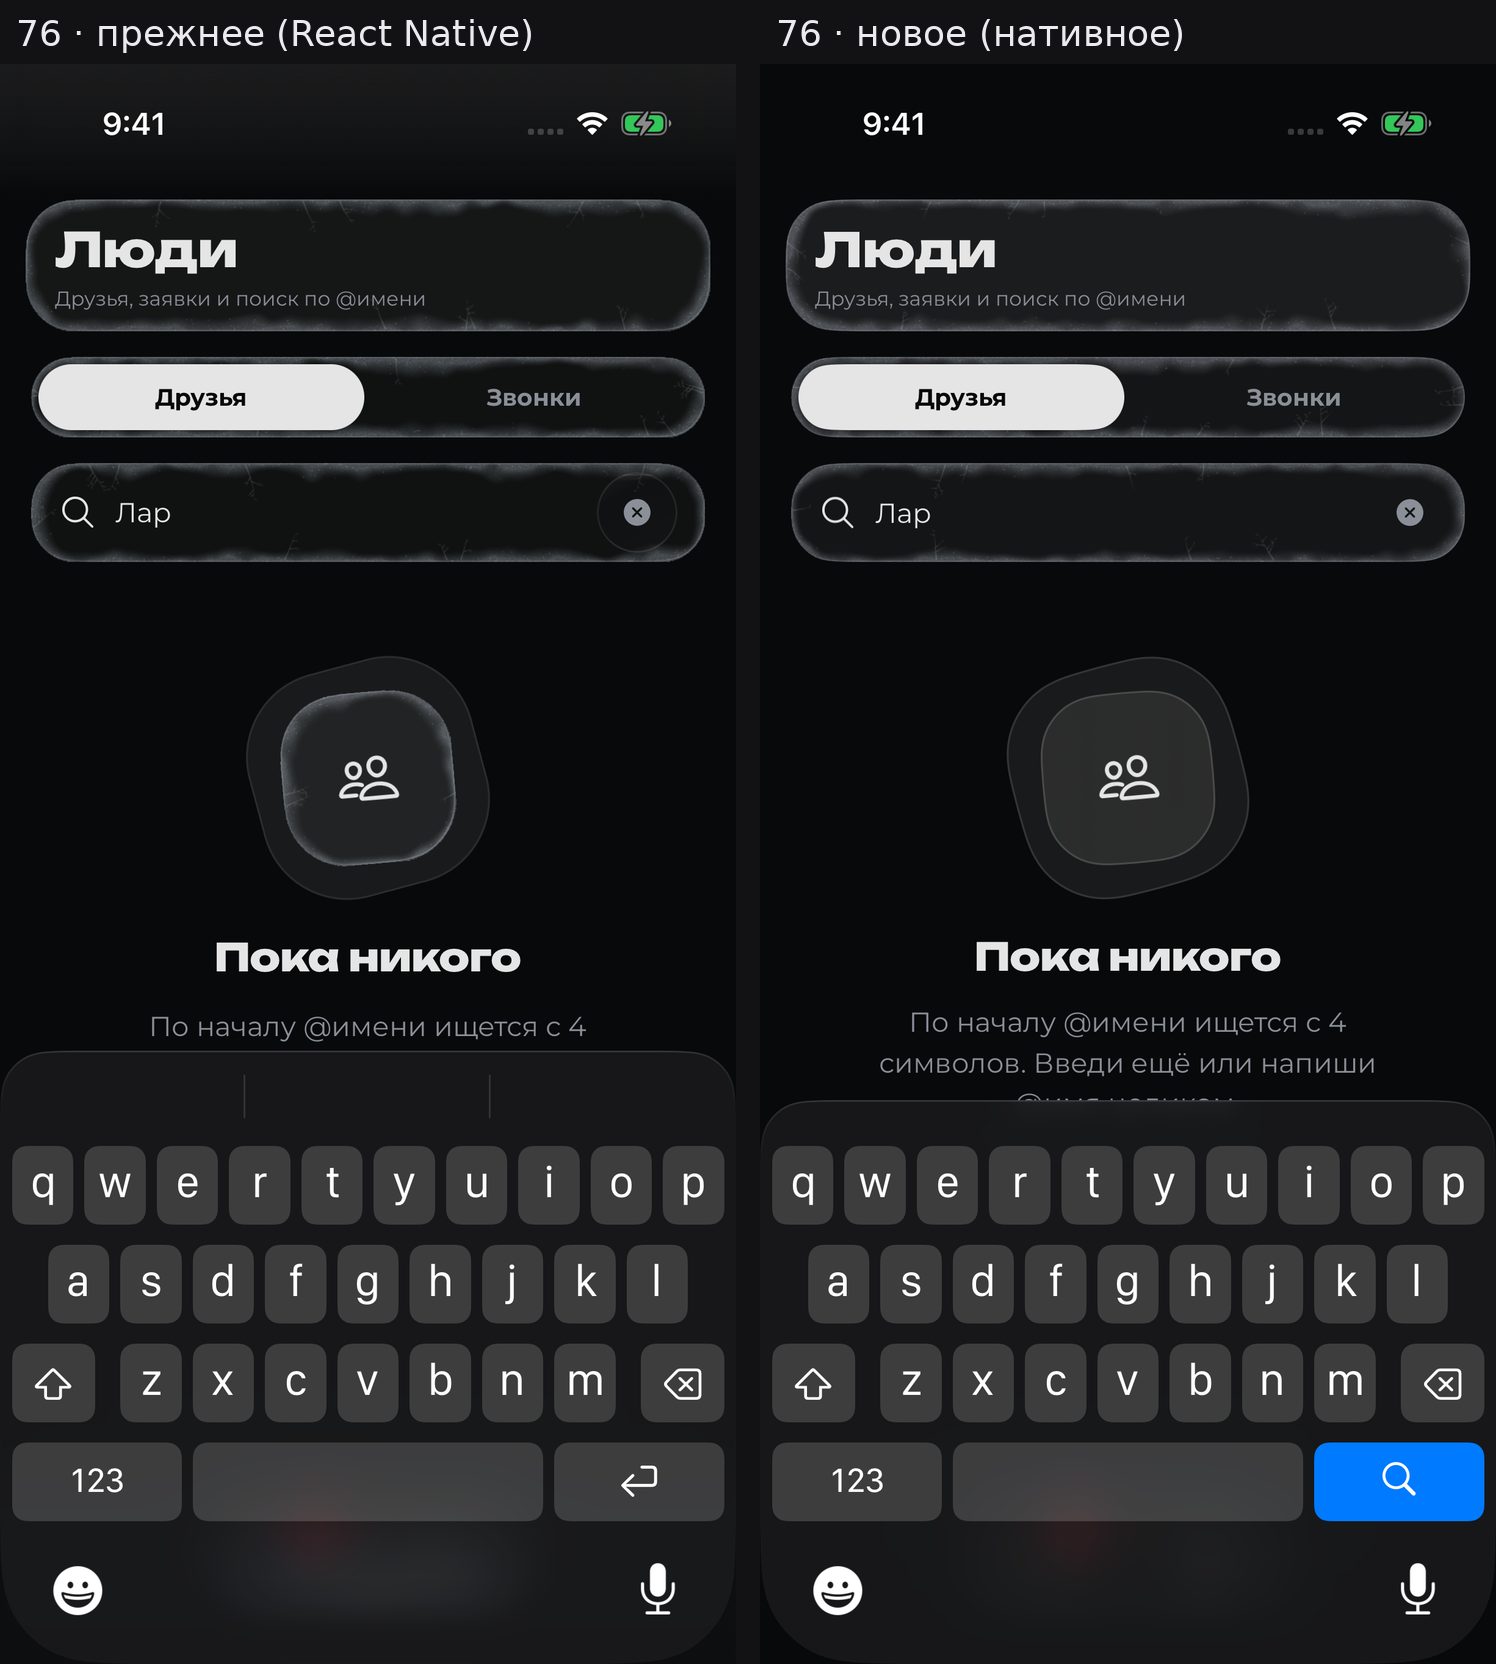 76 · прежнее (React Native)
9:41
Люди
Друзья, заявки и поиск по @имени
Друзья Звонки
Лар
Пока никого
По началу @имени ищется с 4
q w e r t y u i o p
a s d f g h j k l
z x c v b n m
123
76 · новое (нативное)
9:41
Люди
Друзья, заявки и поиск по @имени
Друзья Звонки
Лар
Пока никого
По началу @имени ищется с 4
символов. Введи ещё или напиши
q w e r t y u i o p
a s d f g h j k l
z x c v b n m
123